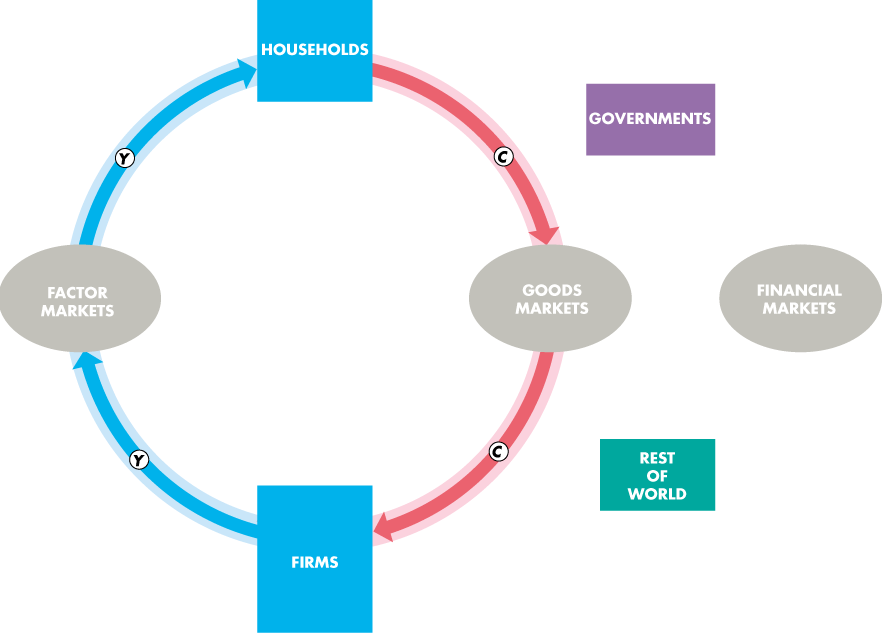 HOUSEHOLDS
GOVERNMENTS
Y
C
FACTOR
MARKETS
GOODS
MARKETS
FINANCIAL
MARKETS
Y
C
REST
OF
WORLD
FIRMS